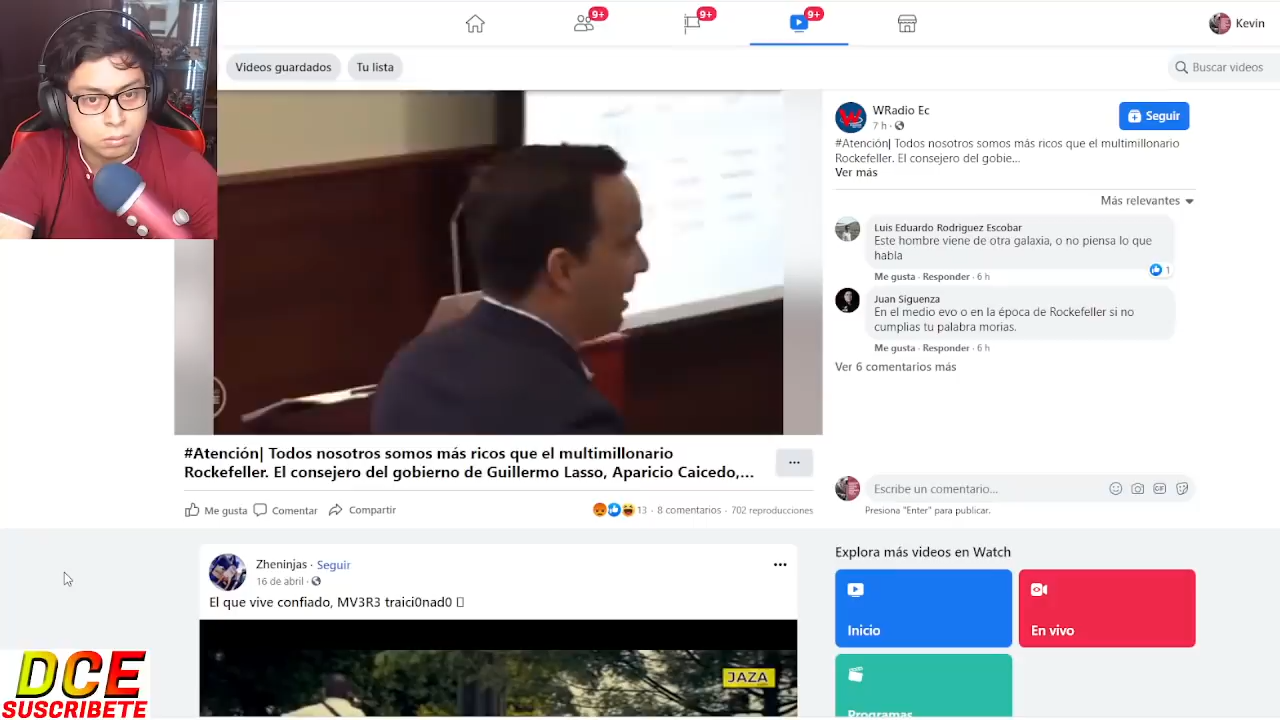 9+
9+
9+
Kevin
Videos guardados
Tu lista
Buscar videos
WRadio Ec
7 h ·
Seguir
#Atención| Todos nosotros somos más ricos que el multimillonario
Rockefeller. El consejero del gobie...
Ver más
Más relevantes
Luis Eduardo Rodriguez Escobar
Este hombre viene de otra galaxia, o no piensa lo que
habla
1
Me gusta · Responder · 6 h
Juan Siguenza
En el medio evo o en la época de Rockefeller si no
cumplias tu palabra morias.
Me gusta · Responder · 6 h
Ver 6 comentarios más
#Atención| Todos nosotros somos más ricos que el multimillonario
Rockefeller. El consejero del gobierno de Guillermo Lasso, Aparicio Caicedo,...
Me gusta
Comentar
Compartir
13 · 8 comentarios · 702 reproducciones
Escribe un comentario...
GIF
Presiona "Enter" para publicar.
Zheninjas · Seguir
16 de abril ·
El que vive confiado, MV3R3 traici0nad0
JAZA
Explora más videos en Watch
Inicio
En vivo
Programas
DCE
SUSCRIBETE